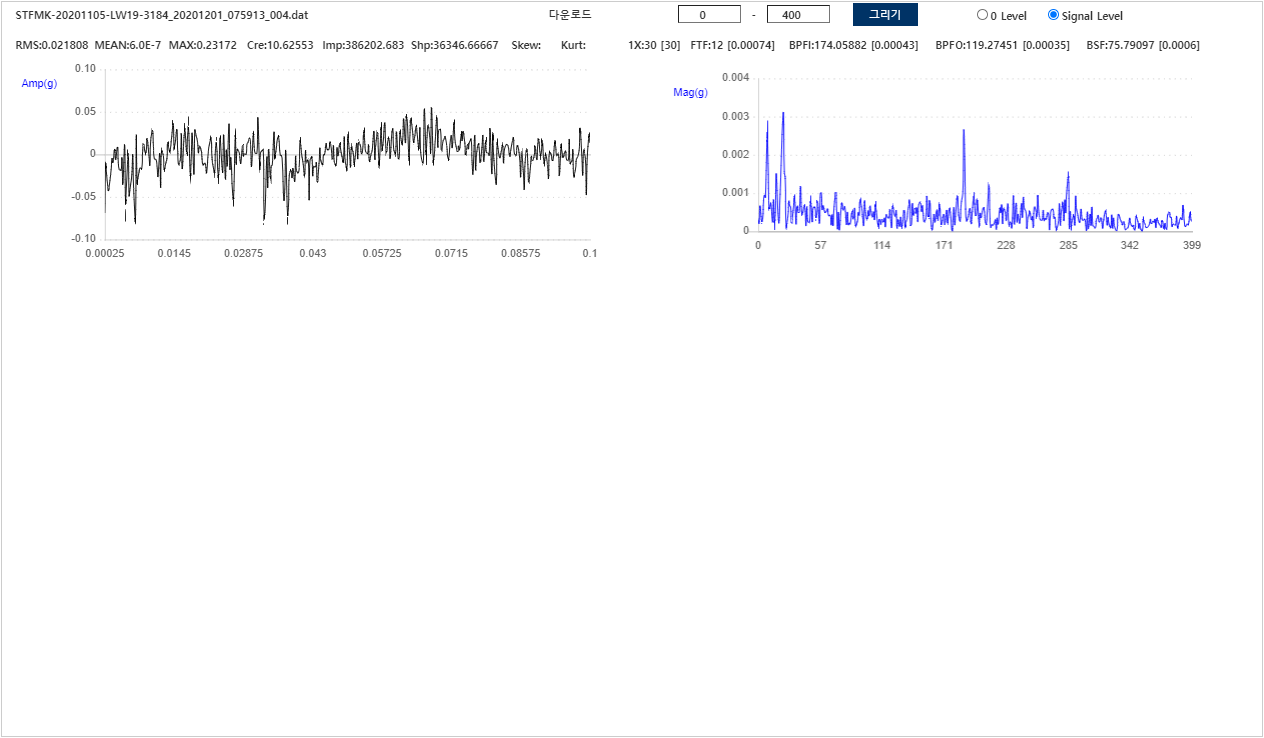 STFMK-20201105-LW19-3184_20201201_075913_004.dat 다운로드 0 - 400 그리기 0 Level Signal Level
RMS:0.021808 MEAN:6.0E-7 MAX:0.23172 Cre:10.62553 Imp:386202.683 Shp:36346.66667 Skew: Kurt: 1X:30 [30] FTF:12 [0.00074] BPFI:174.05882 [0.00043] BPFO:119.27451 [0.00035] BSF:75.79097 [0.0006]
Amp(g)
0.10
0.05
0
-0.05
-0.10
0.00025 0.0145 0.02875 0.043 0.05725 0.0715 0.08575 0.1
Mag(g)
0.004
0.003
0.002
0.001
0
0 57 114 171 228 285 342 399